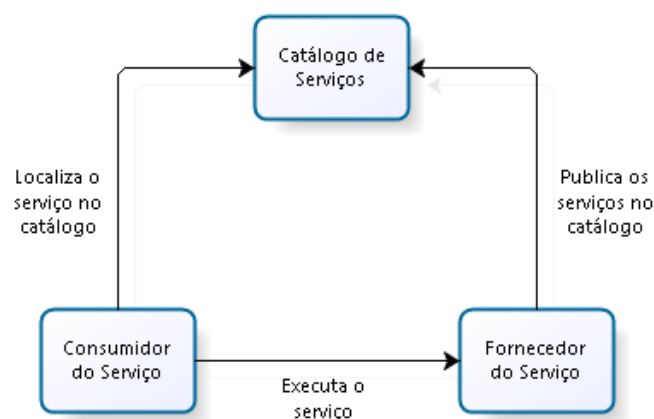 Catálogo de
Serviços
Localiza o
serviço no
catálogo
Publica os
serviços no
catálogo
Consumidor
do Serviço
Fornecedor
do Serviço
Executa o
serviço